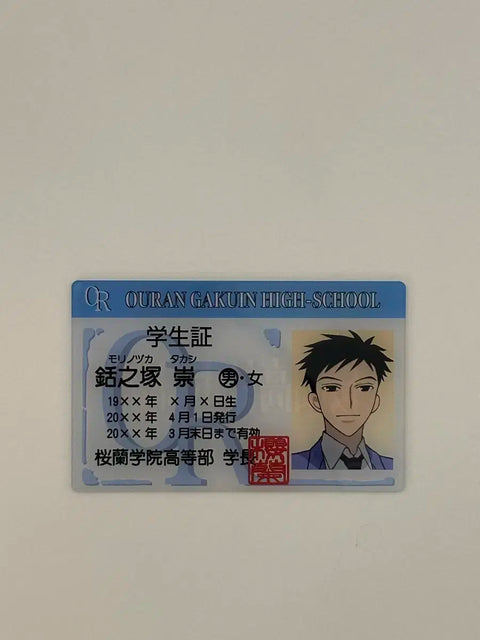 OR OURAN GAKUIN HIGH-SCHOOL
学生証
モリノヅカ タカシ
銛之塚 崇 男・女
19××年 ×月×日生
20××年 4月1日発行
20××年 3月末日まで有効
桜蘭学院高等部 学長